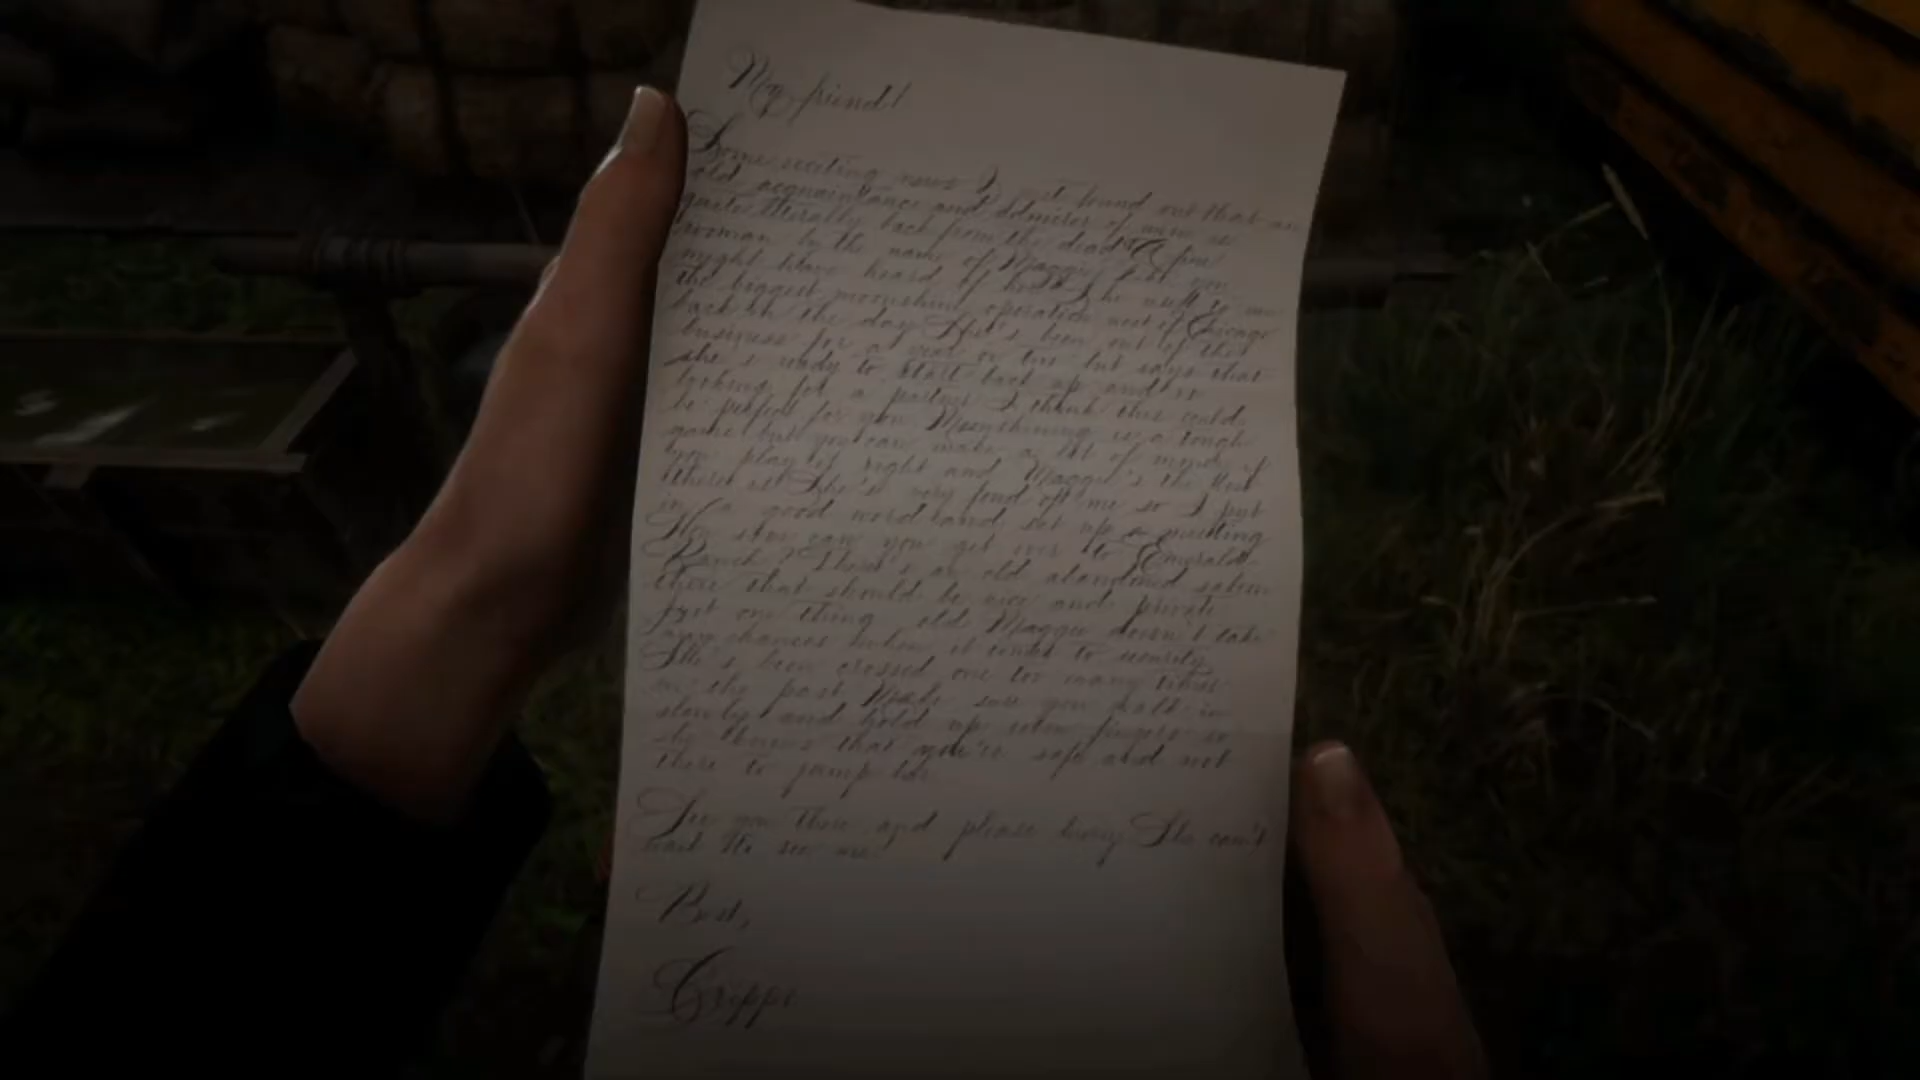 My friend!
Some exciting news I just found out that an
old acquaintance and admirer of mine is
quite literally back from the dead. A fine
woman by the name of Maggie Fike you
might have heard of her. She used to run
the biggest moonshine operation west of Chicago
back in the day. She's been out of the
business for a year or two but says that
she's ready to start back up and is
looking for a partner. I think this could
be perfect for you. Moonshining is a tough
game but you can make a lot of money if
you play it right and Maggie's the best
there is. She's very fond of me so I put
in a good word and set up a meeting.
How soon can you get over to Emerald
Ranch? There's an old abandoned saloon
there that should be nice and private.
Just one thing old Maggie doesn't take
any chances when it comes to security.
She's been crossed one too many times
in the past. Make sure you walk in
slowly and hold up seven fingers so
she knows that you're safe and not
there to jump her.
See you there and please hurry. She can't
wait to see me.
Best,
Cripps